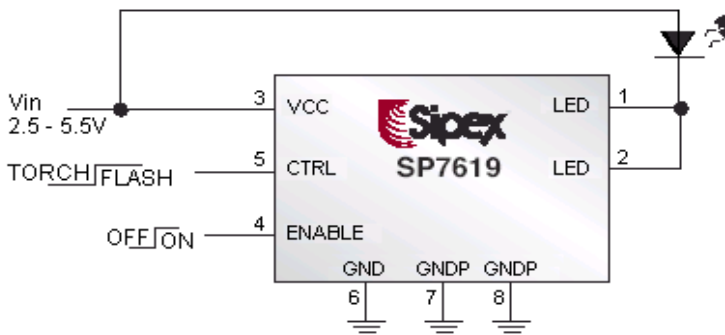 Vin
2.5 - 5.5V
3
VCC
Sipex
SP7619
LED
1
TORCH FLASH
5
CTRL
LED
2
OFF ON
4
ENABLE
GND
GNDP
GNDP
6
7
8